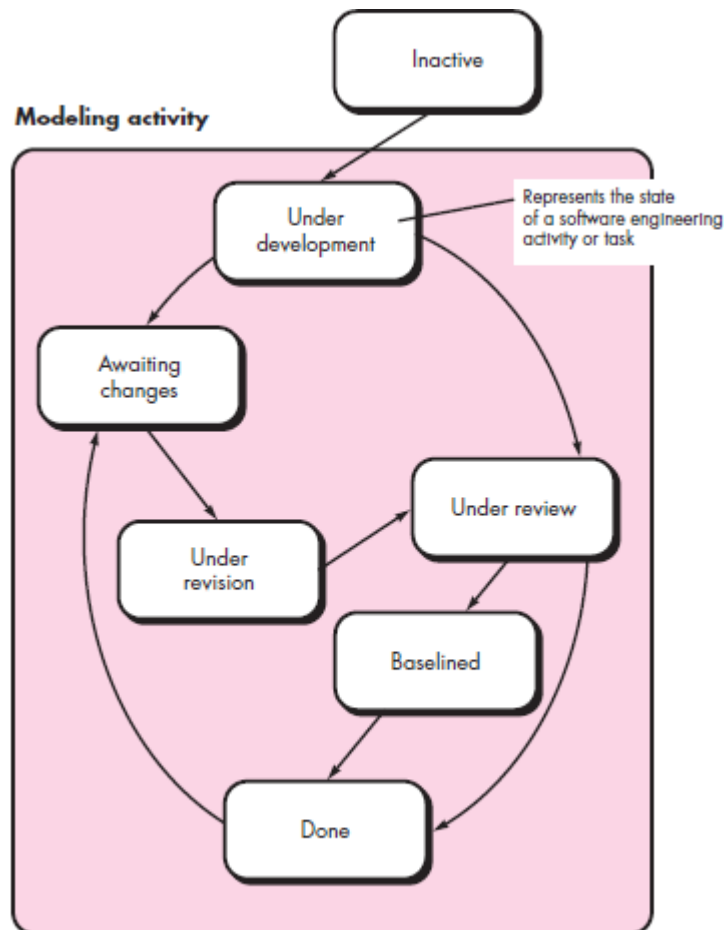 Inactive
Modeling activity
Under
development
Represents the state
of a software engineering
activity or task
Awaiting
changes
Under review
Under
revision
Baselined
Done